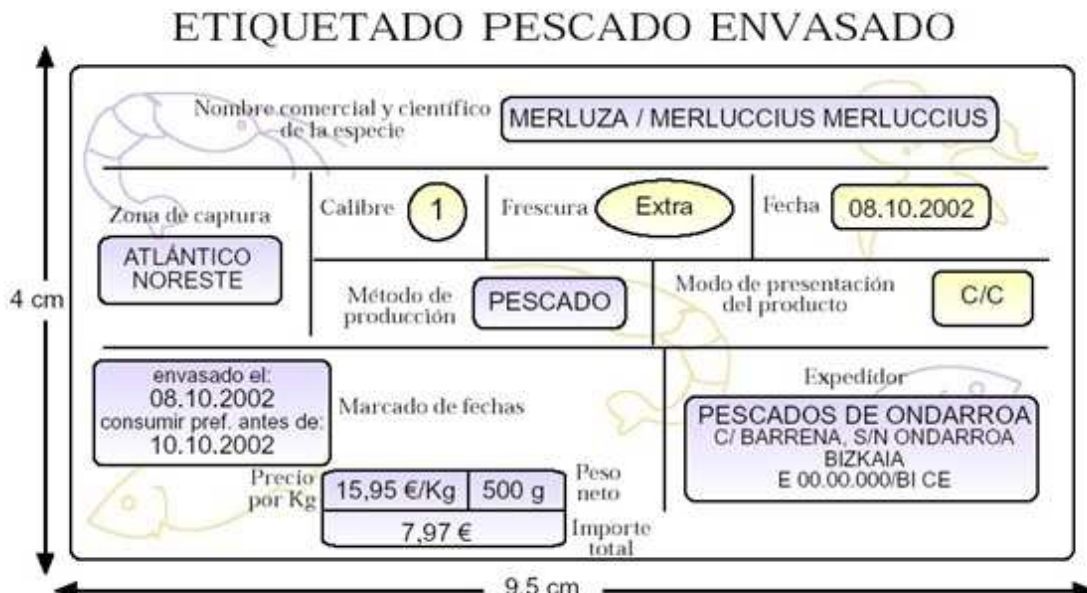 ETIQUETADO PESCADO ENVASADO
Nombre comercial y científico
de la especie
MERLUZA / MERLUCCIUS MERLUCCIUS
Zona de captura
ATLÁNTICO
NORESTE
Calibre
1
Frescura
Extra
Fecha
08.10.2002
4 cm
Método de
producción
PESCADO
Modo de presentación
del producto
C/C
envasado el:
08.10.2002
consumir pref. antes de:
10.10.2002
Marcado de fechas
Expedidor
PESCADOS DE ONDARROA
C/ BARRENA, S/N ONDARROA
BIZKAIA
E 00.00.000/BI CE
Precio
por Kg
15,95 €/Kg
500 g
Peso
neto
7,97 €
Importe
total
9,5 cm